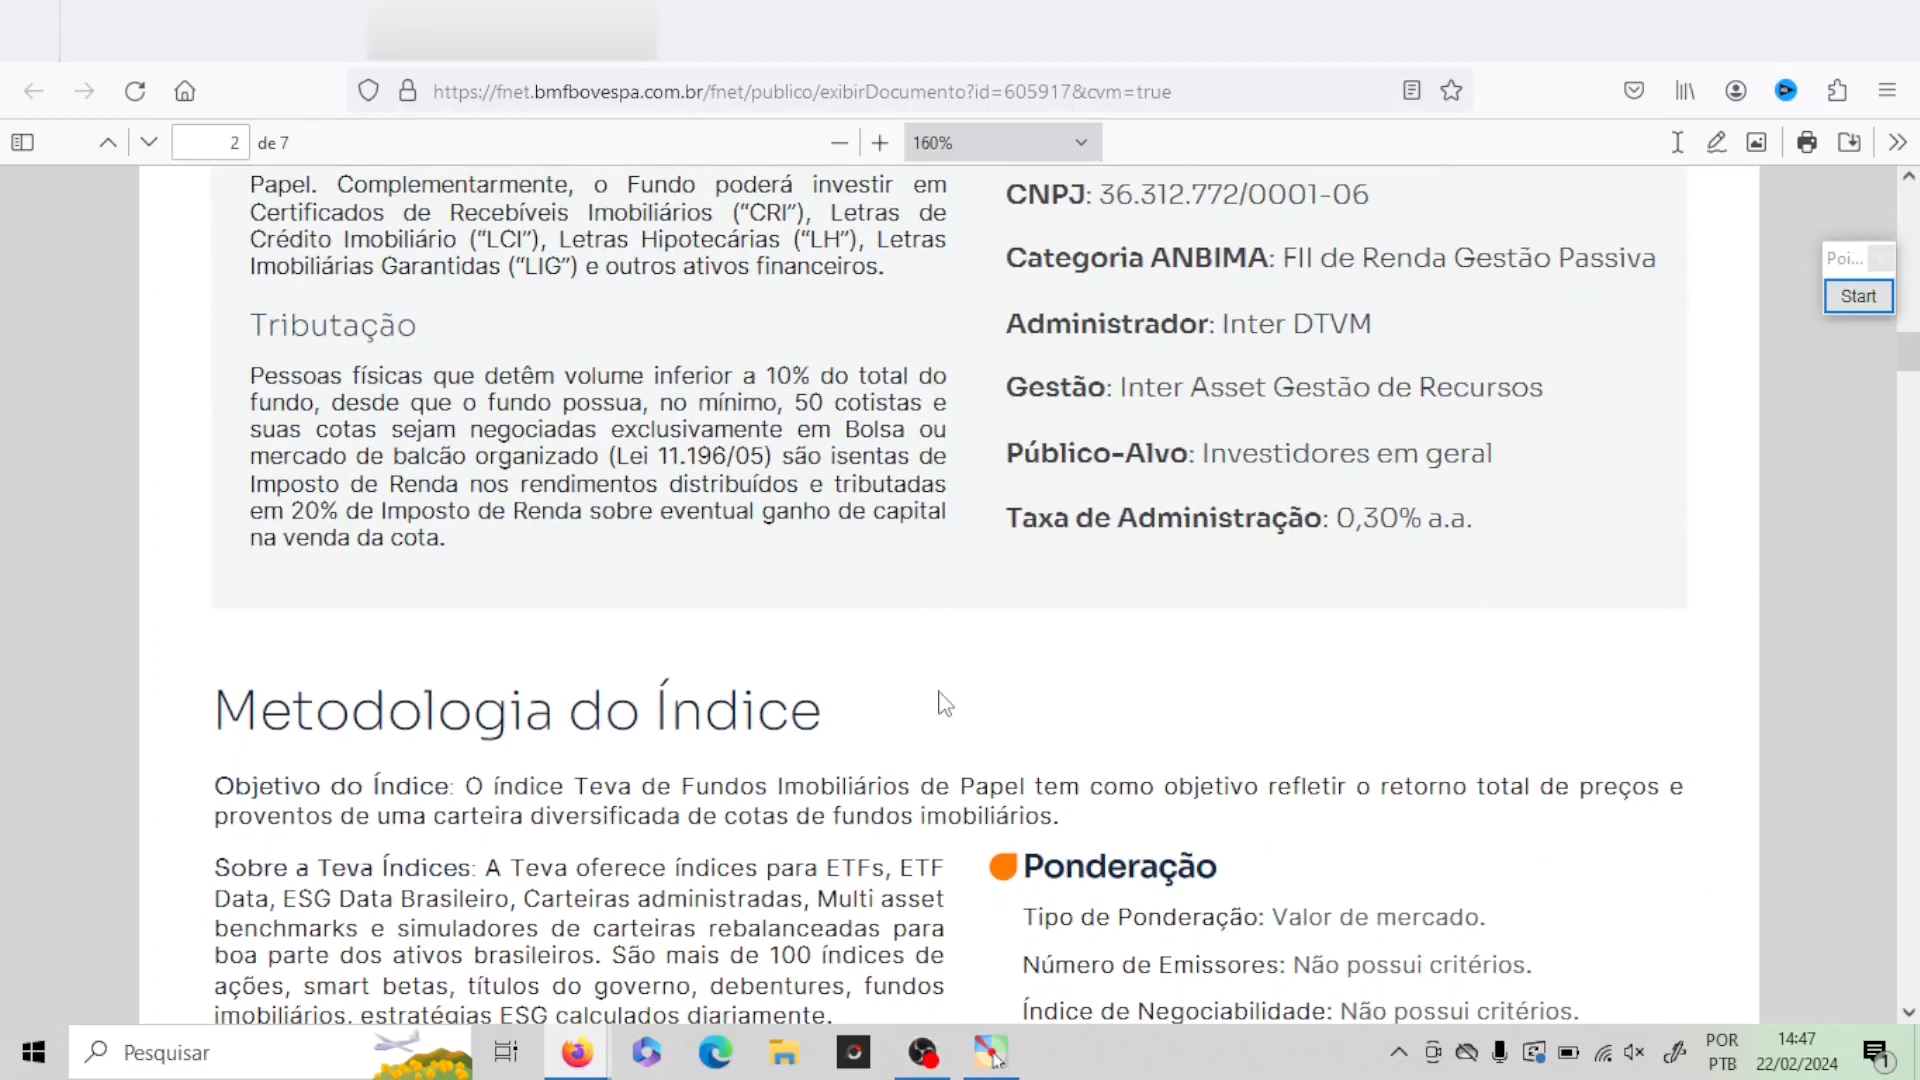 https://fnet.bmfbovespa.com.br/fnet/publico/exibirDocumento?id=605917&cvm=true
2 de 7
160%
Papel. Complementarmente, o Fundo poderá investir em
Certificados de Recebíveis Imobiliários (“CRI”), Letras de
Crédito Imobiliário (“LCI”), Letras Hipotecárias (“LH”), Letras
Imobiliárias Garantidas (“LIG”) e outros ativos financeiros.
Tributação
Pessoas físicas que detêm volume inferior a 10% do total do
fundo, desde que o fundo possua, no mínimo, 50 cotistas e
suas cotas sejam negociadas exclusivamente em Bolsa ou
mercado de balcão organizado (Lei 11.196/05) são isentas de
Imposto de Renda nos rendimentos distribuídos e tributadas
em 20% de Imposto de Renda sobre eventual ganho de capital
na venda da cota.
CNPJ: 36.312.772/0001-06
Categoria ANBIMA: FII de Renda Gestão Passiva
Administrador: Inter DTVM
Gestão: Inter Asset Gestão de Recursos
Público-Alvo: Investidores em geral
Taxa de Administração: 0,30% a.a.
Poi...
Start
Metodologia do Índice
Objetivo do Índice: O índice Teva de Fundos Imobiliários de Papel tem como objetivo refletir o retorno total de preços e
proventos de uma carteira diversificada de cotas de fundos imobiliários.
Sobre a Teva Índices: A Teva oferece índices para ETFs, ETF
Data, ESG Data Brasileiro, Carteiras administradas, Multi asset
benchmarks e simuladores de carteiras rebalanceadas para
boa parte dos ativos brasileiros. São mais de 100 índices de
ações, smart betas, títulos do governo, debentures, fundos
imobiliários, estratégias ESG calculados diariamente.
Ponderação
Tipo de Ponderação: Valor de mercado.
Número de Emissores: Não possui critérios.
Índice de Negociabilidade: Não possui critérios.
Pesquisar
POR
PTB
14:47
22/02/2024
1